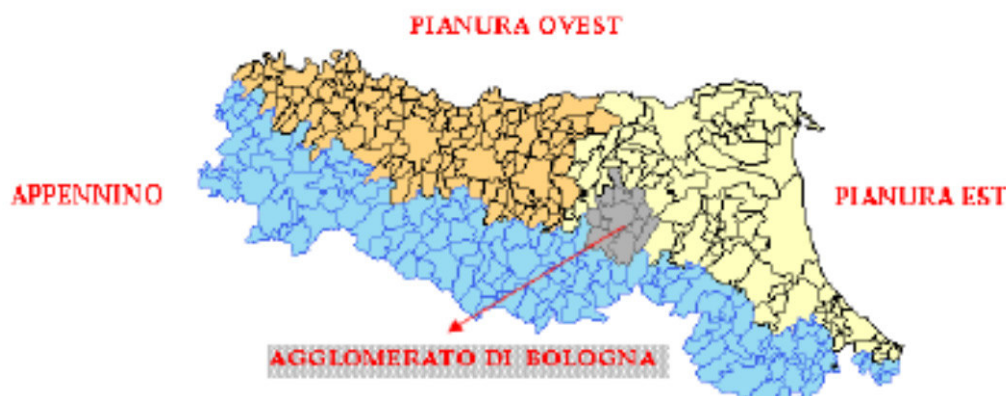 PIANURA OVEST
APPENNINO
PIANURA EST
AGGLOMERATO DI BOLOGNA